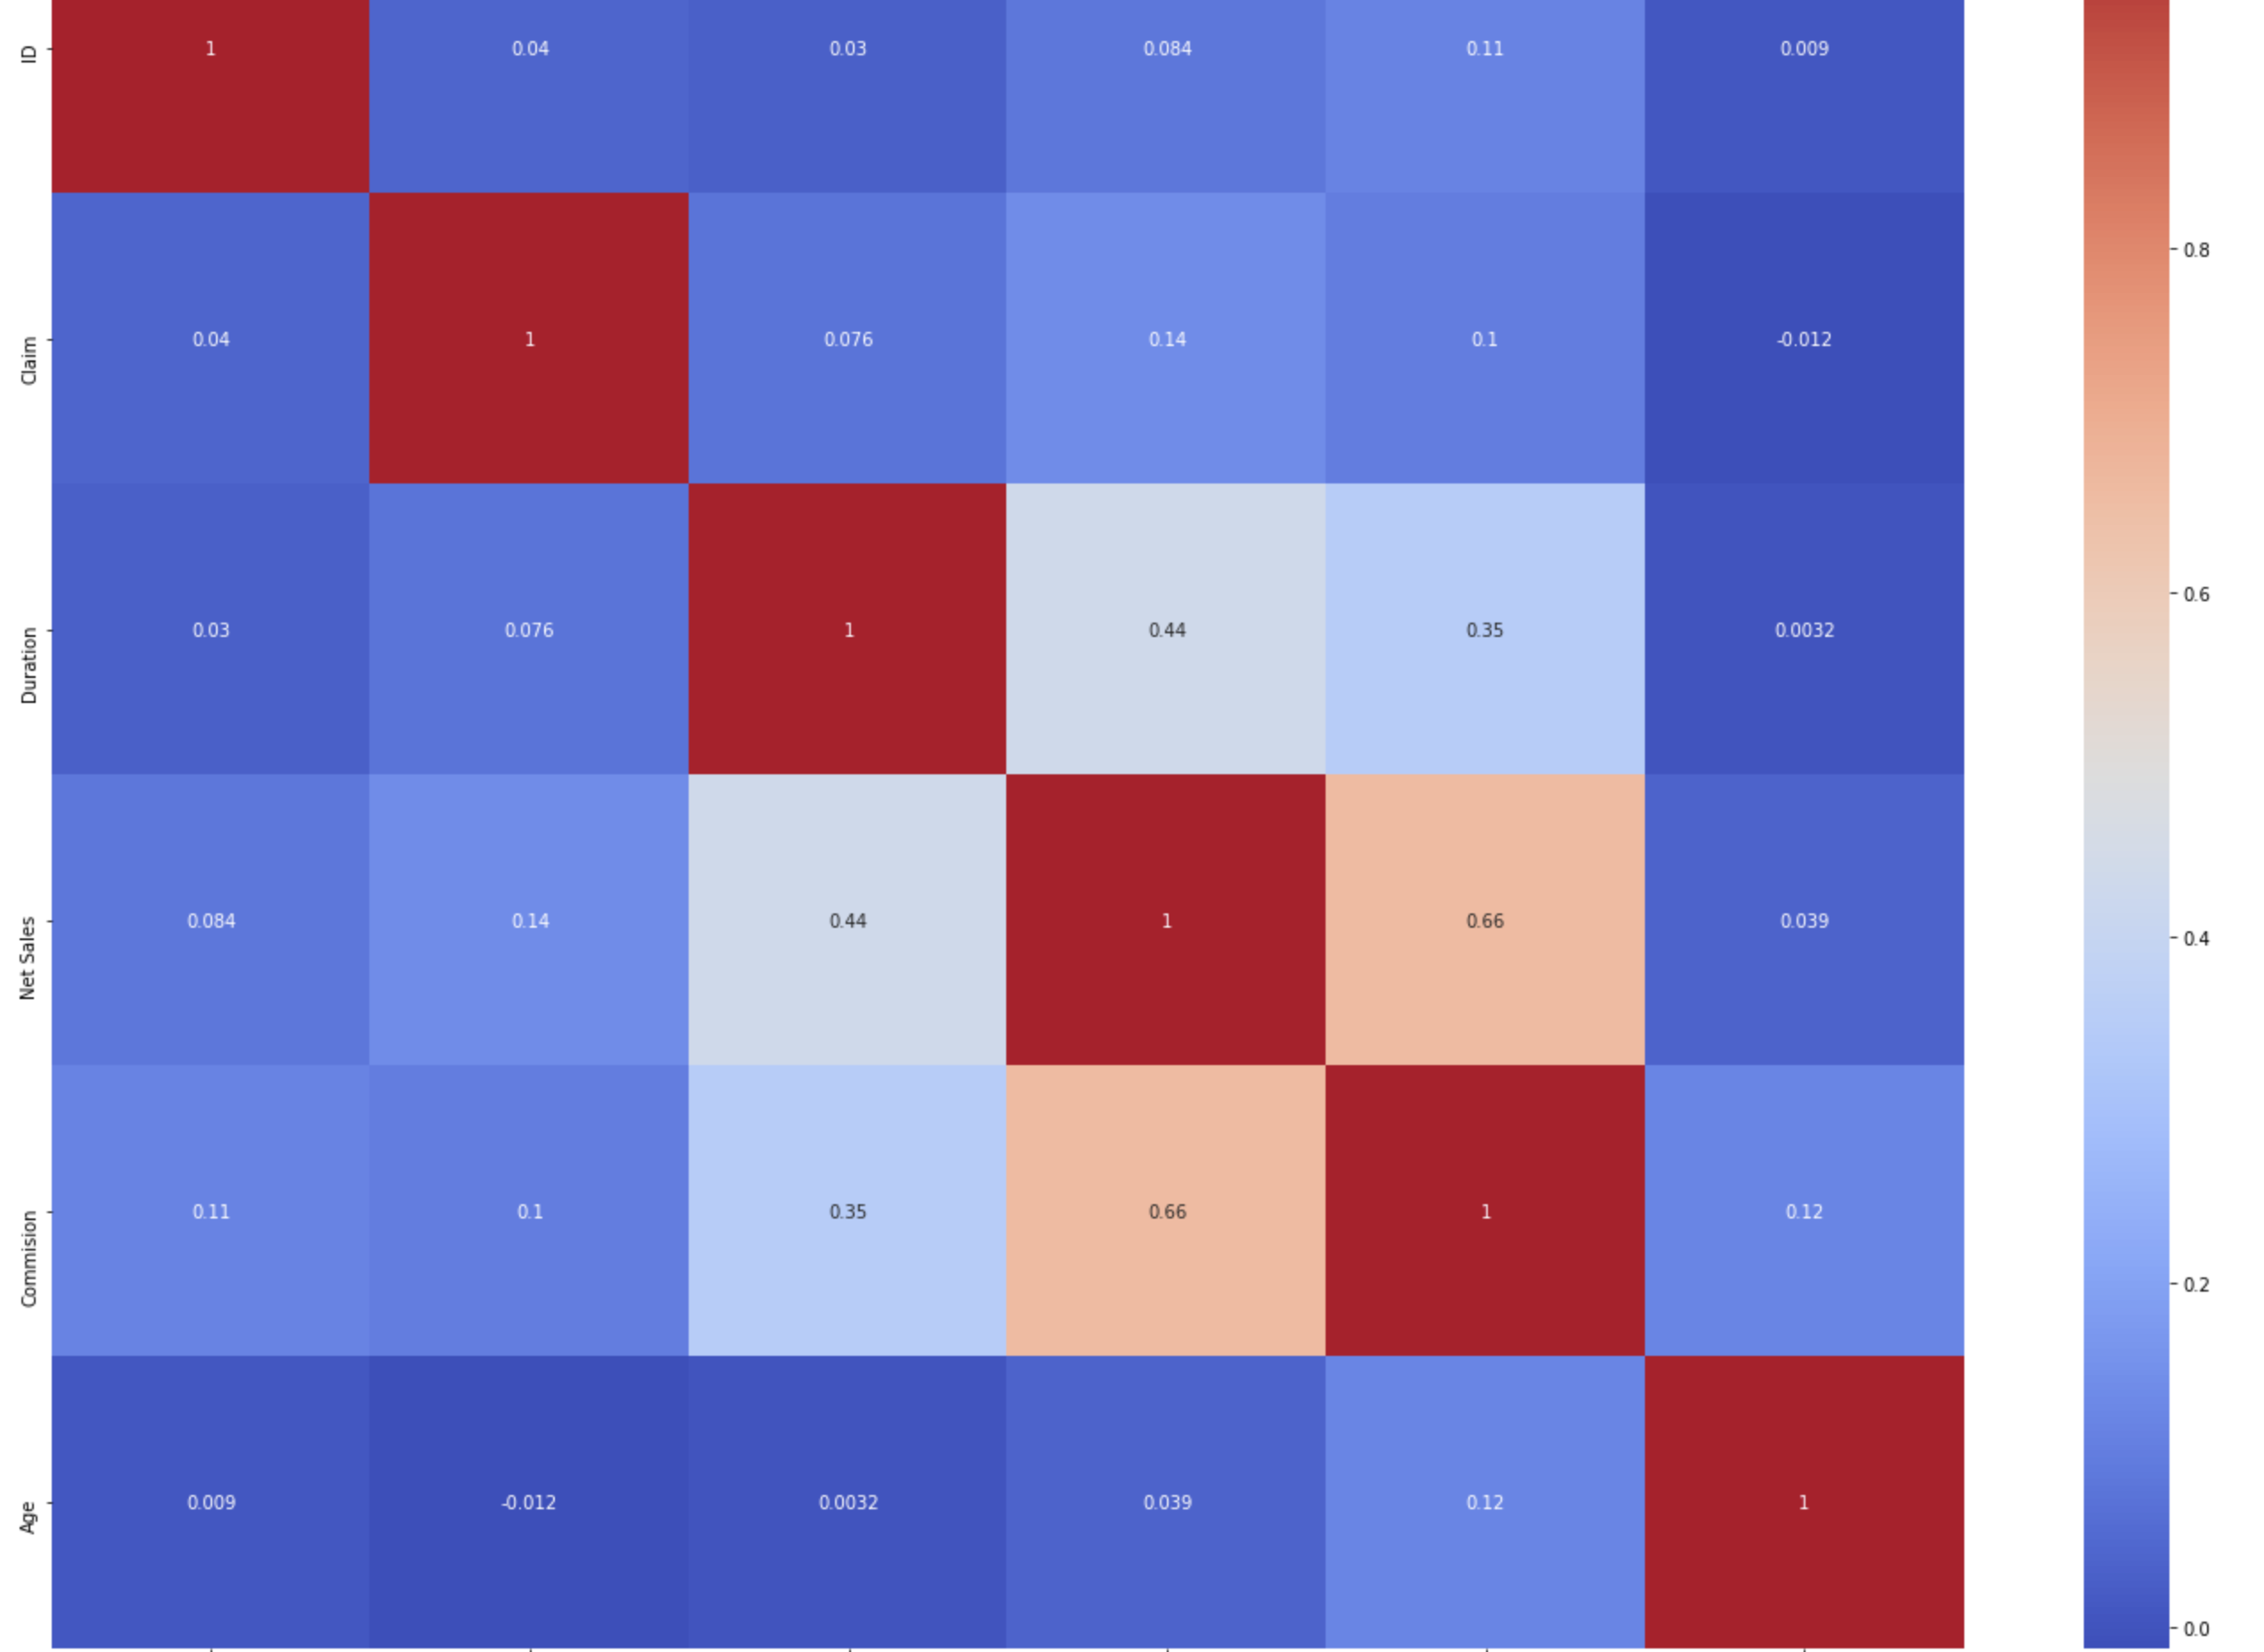 ID 1 0.04 0.03 0.084 0.11 0.009
0.8
Claim 0.04 1 0.076 0.14 0.1 -0.012
0.6
Duration 0.03 0.076 1 0.44 0.35 0.0032
Net Sales 0.084 0.14 0.44 1 0.66 0.039
0.4
Commision 0.11 0.1 0.35 0.66 1 0.12
0.2
Age 0.009 -0.012 0.0032 0.039 0.12 1
0.0